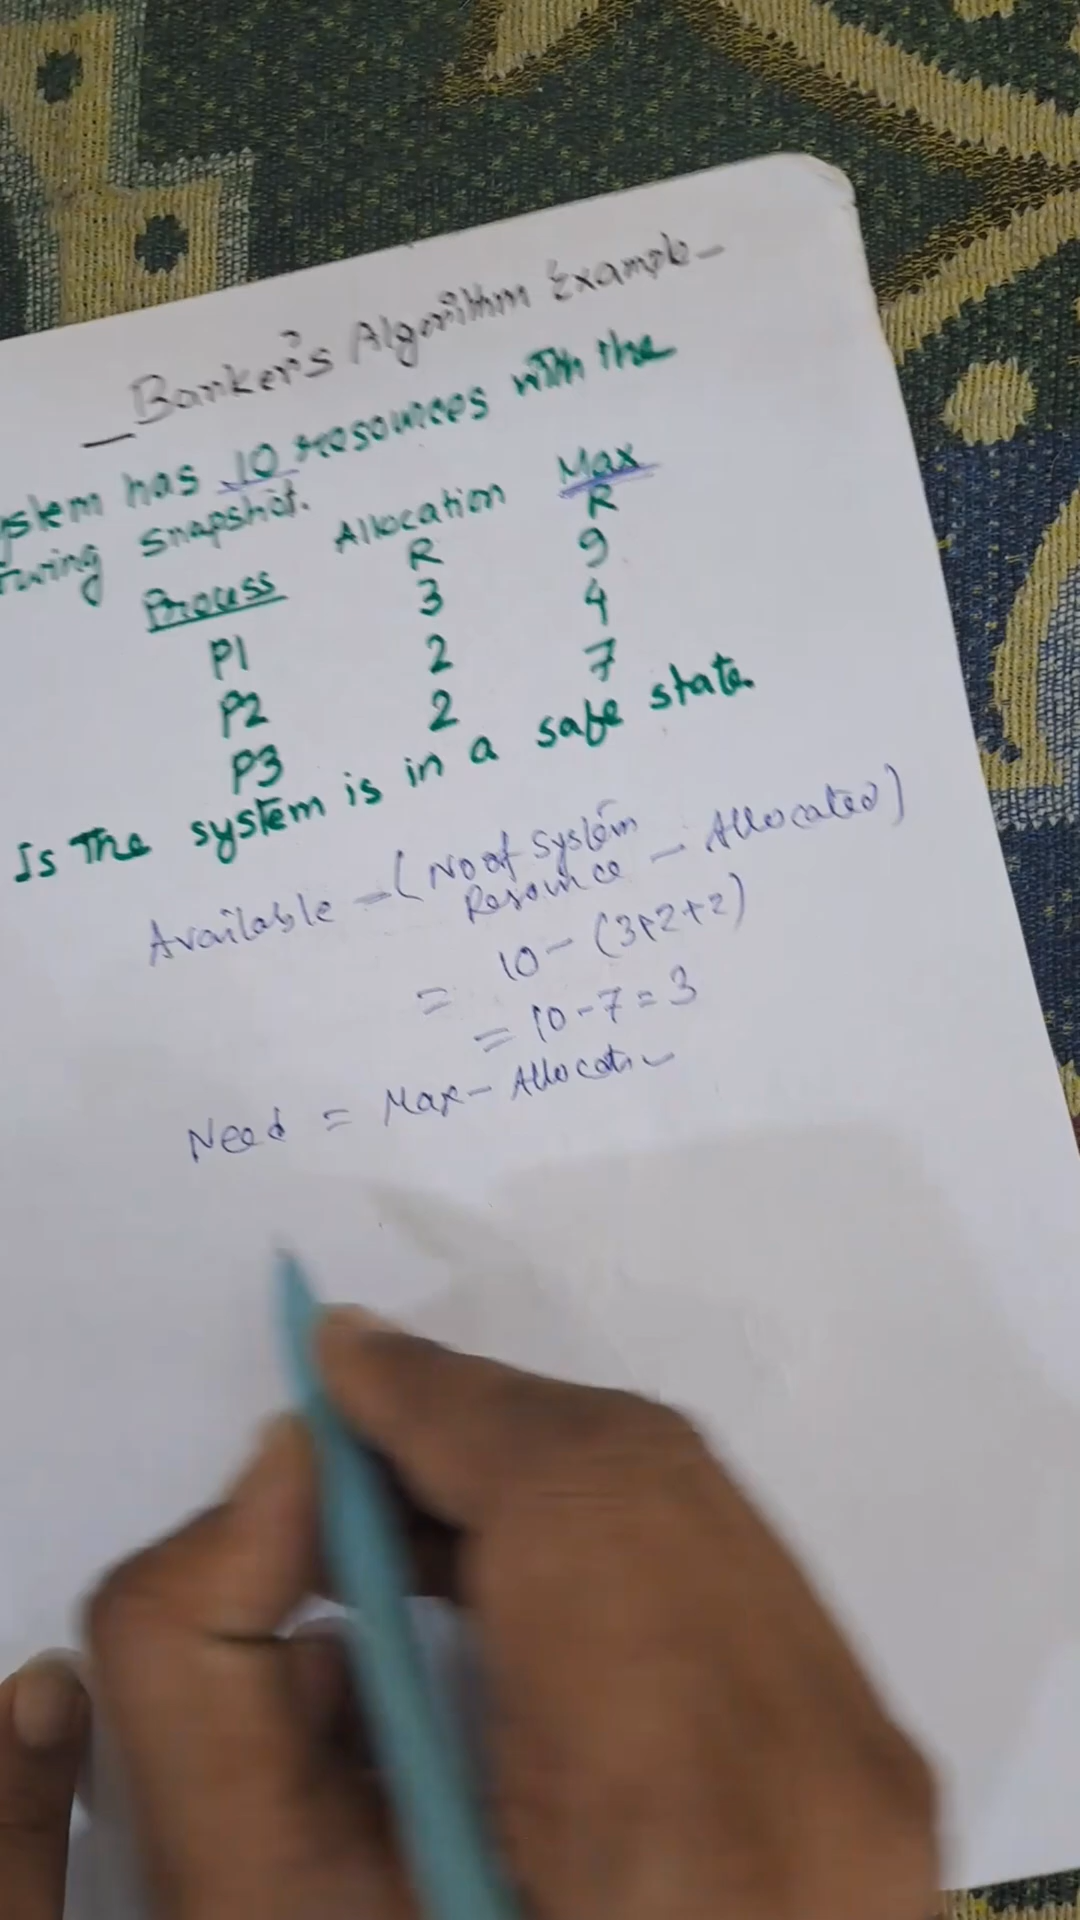 Banker's Algorithm Example
ystem has 10 resources with the
snapshot.
Process Allocation Max
R R
P1 3 9
P2 2 4
P3 2 7
Is The system is in a safe state.
Available = (No of System Resource - Allocated)
= 10 - (3+2+2)
= 10 - 7 = 3
Need = Max - Allocation